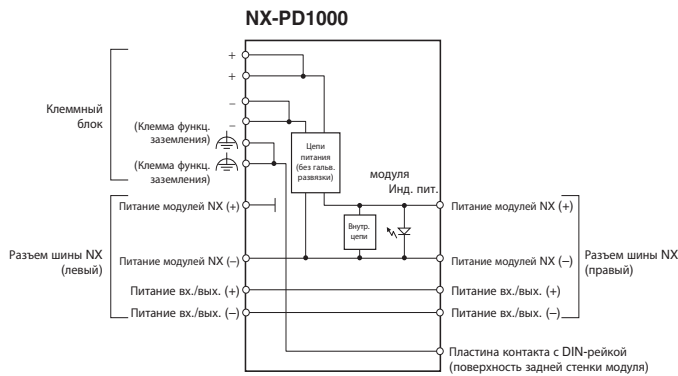 NX-PD1000
+
+
–
–
Клеммный
блок
(Клемма функц.
заземления)
(Клемма функц.
заземления)
Цепи
питания
(без гальв.
развязки)
модуля
Инд. пит.
Внутр.
цепи
Разъем шины NX
(левый)
Питание модулей NX (+)
Питание модулей NX (–)
Питание вх./вых. (+)
Питание вх./вых. (–)
Питание модулей NX (+)
Питание модулей NX (–)
Питание вх./вых. (+)
Питание вх./вых. (–)
Разъем шины NX
(правый)
Пластина контакта с DIN-рейкой
(поверхность задней стенки модуля)